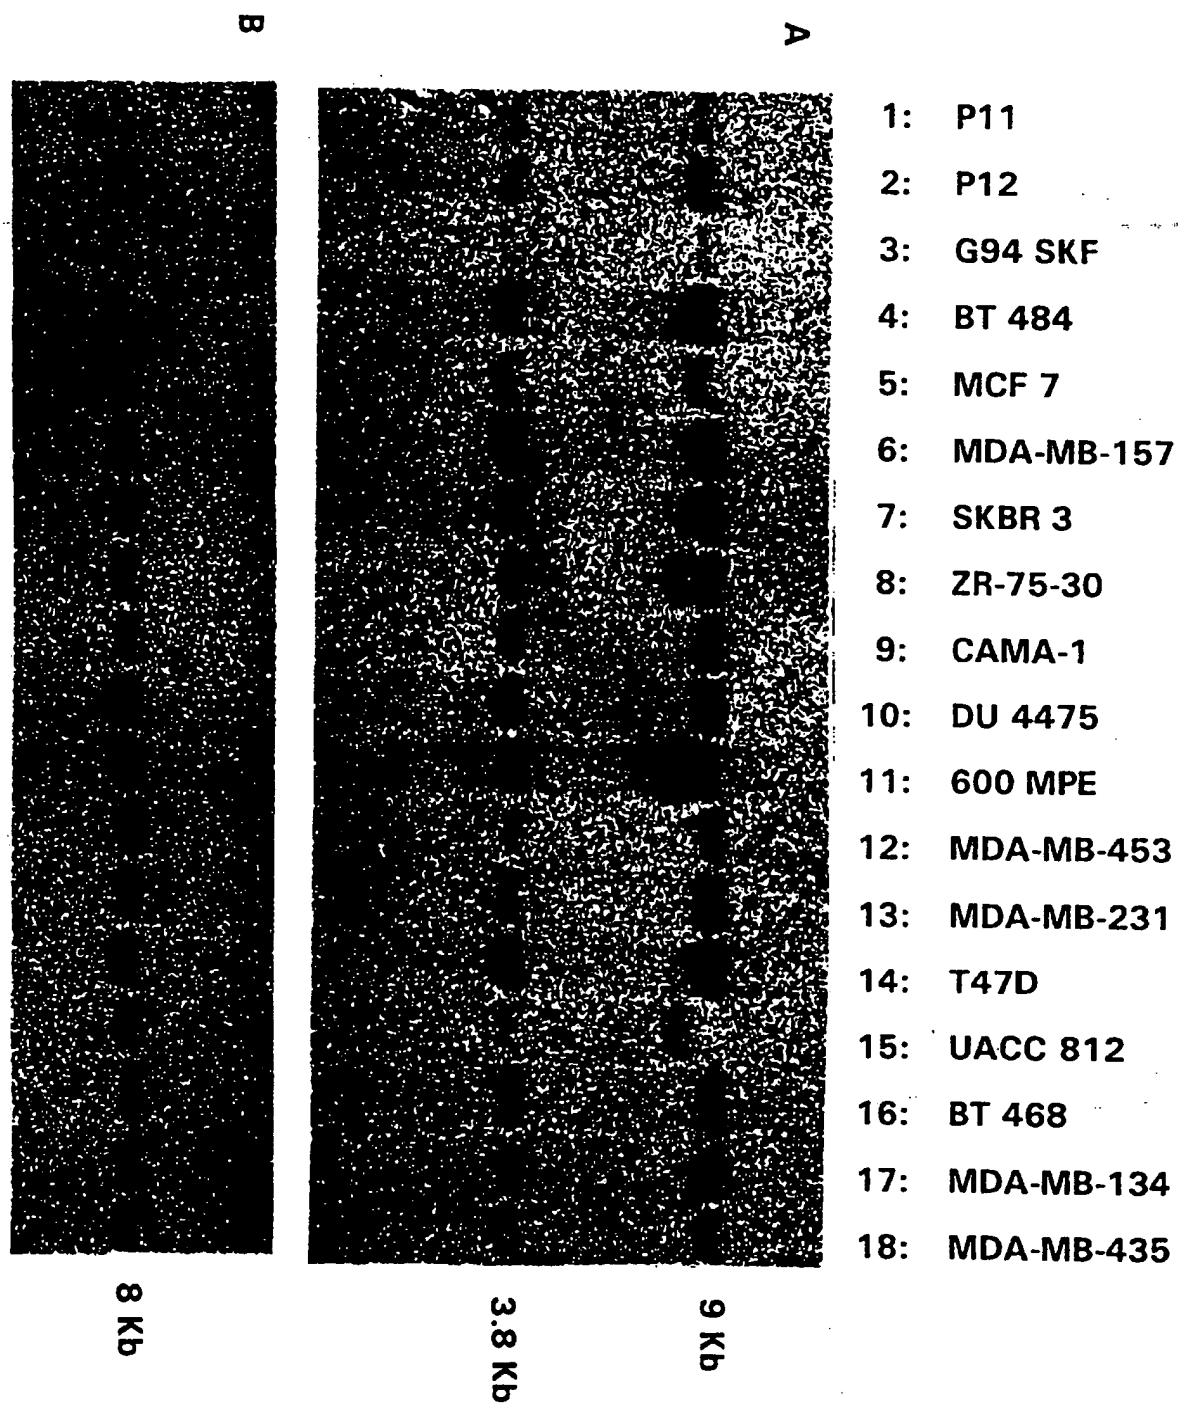 B
A
1: P11
2: P12
3: G94 SKF
4: BT 484
5: MCF 7
6: MDA-MB-157
7: SKBR 3
8: ZR-75-30
9: CAMA-1
10: DU 4475
11: 600 MPE
12: MDA-MB-453
13: MDA-MB-231
14: T47D
15: UACC 812
16: BT 468
17: MDA-MB-134
18: MDA-MB-435
8 Kb
3.8 Kb
9 Kb